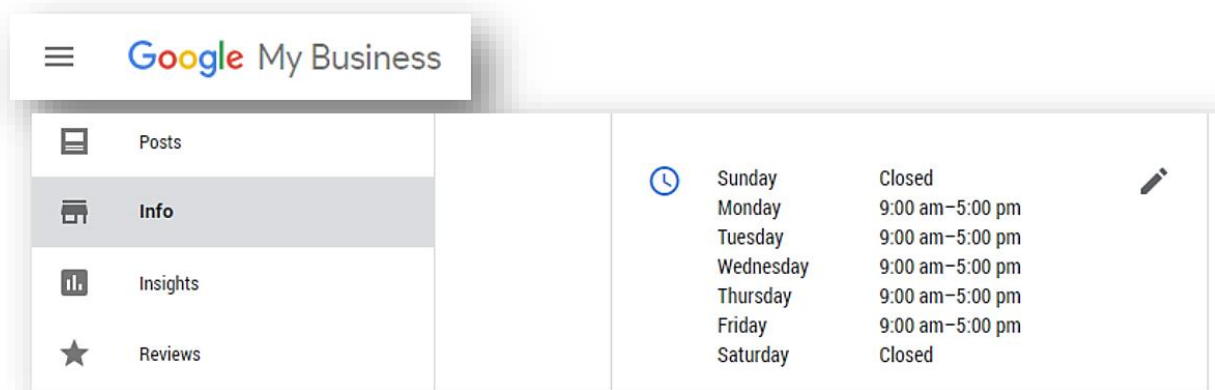 Google My Business
Posts
Info
Insights
Reviews
Sunday Closed
Monday 9:00 am–5:00 pm
Tuesday 9:00 am–5:00 pm
Wednesday 9:00 am–5:00 pm
Thursday 9:00 am–5:00 pm
Friday 9:00 am–5:00 pm
Saturday Closed